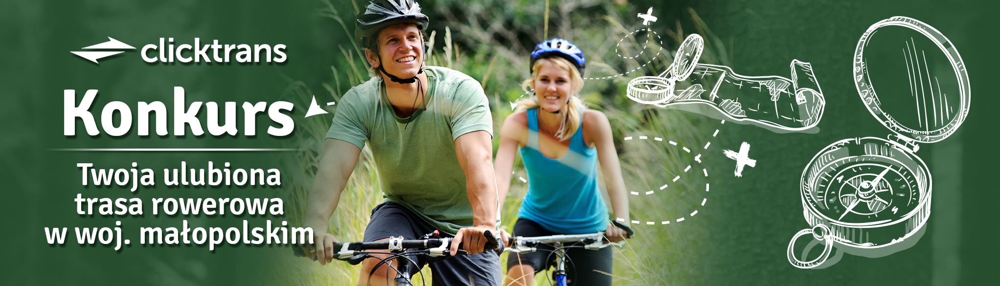 clicktrans
Konkurs
Twoja ulubiona
trasa rowerowa
w woj. małopolskim